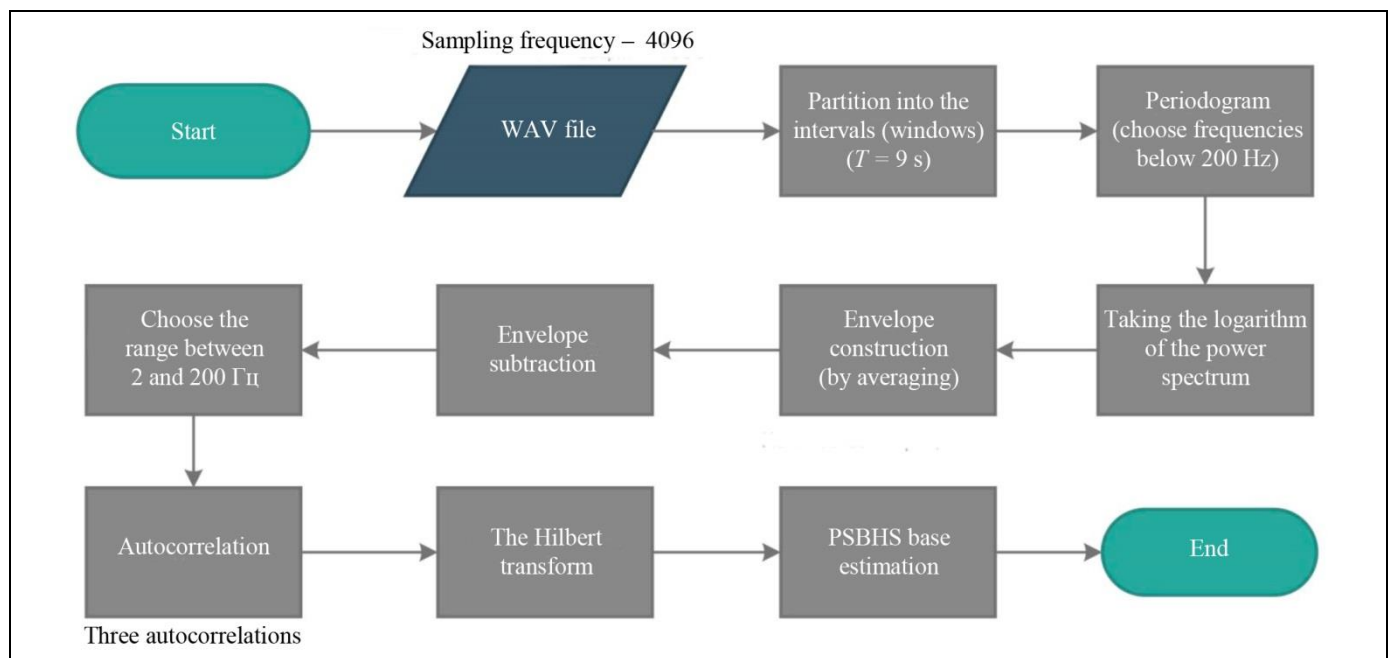 Sampling frequency – 4096
Start
WAV file
Partition into the
intervals (windows)
(T = 9 s)
Periodogram
(choose frequencies
below 200 Hz)
Taking the logarithm
of the power
spectrum
Envelope
construction
(by averaging)
Envelope
subtraction
Choose the
range between
2 and 200 Гц
Autocorrelation
Three autocorrelations
The Hilbert
transform
PSBHS base
estimation
End